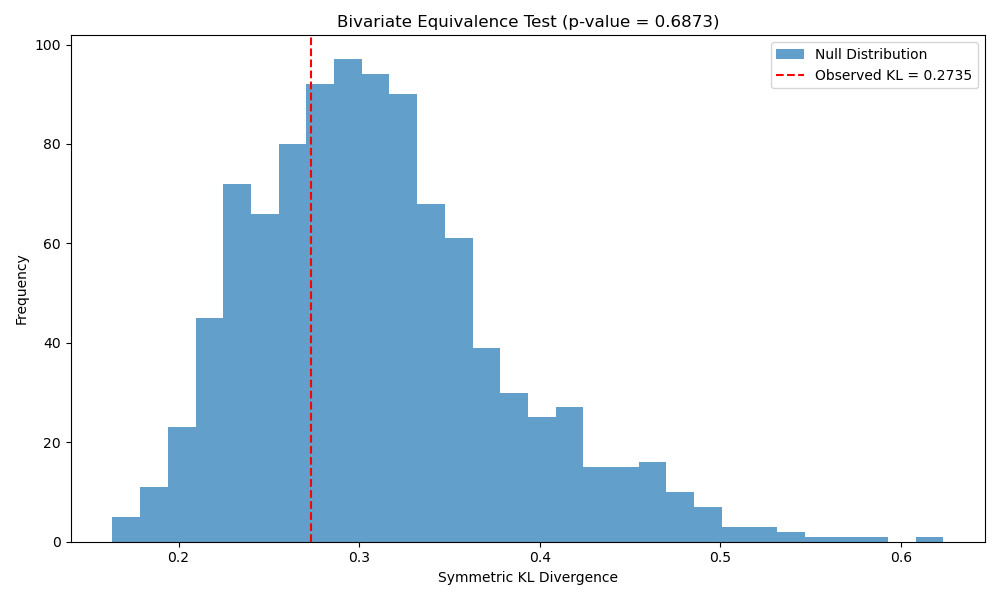 Bivariate Equivalence Test (p-value = 0.6873)
Null Distribution
Observed KL = 0.2735
100
80
60
40
20
0
Frequency
0.2 0.3 0.4 0.5 0.6
Symmetric KL Divergence